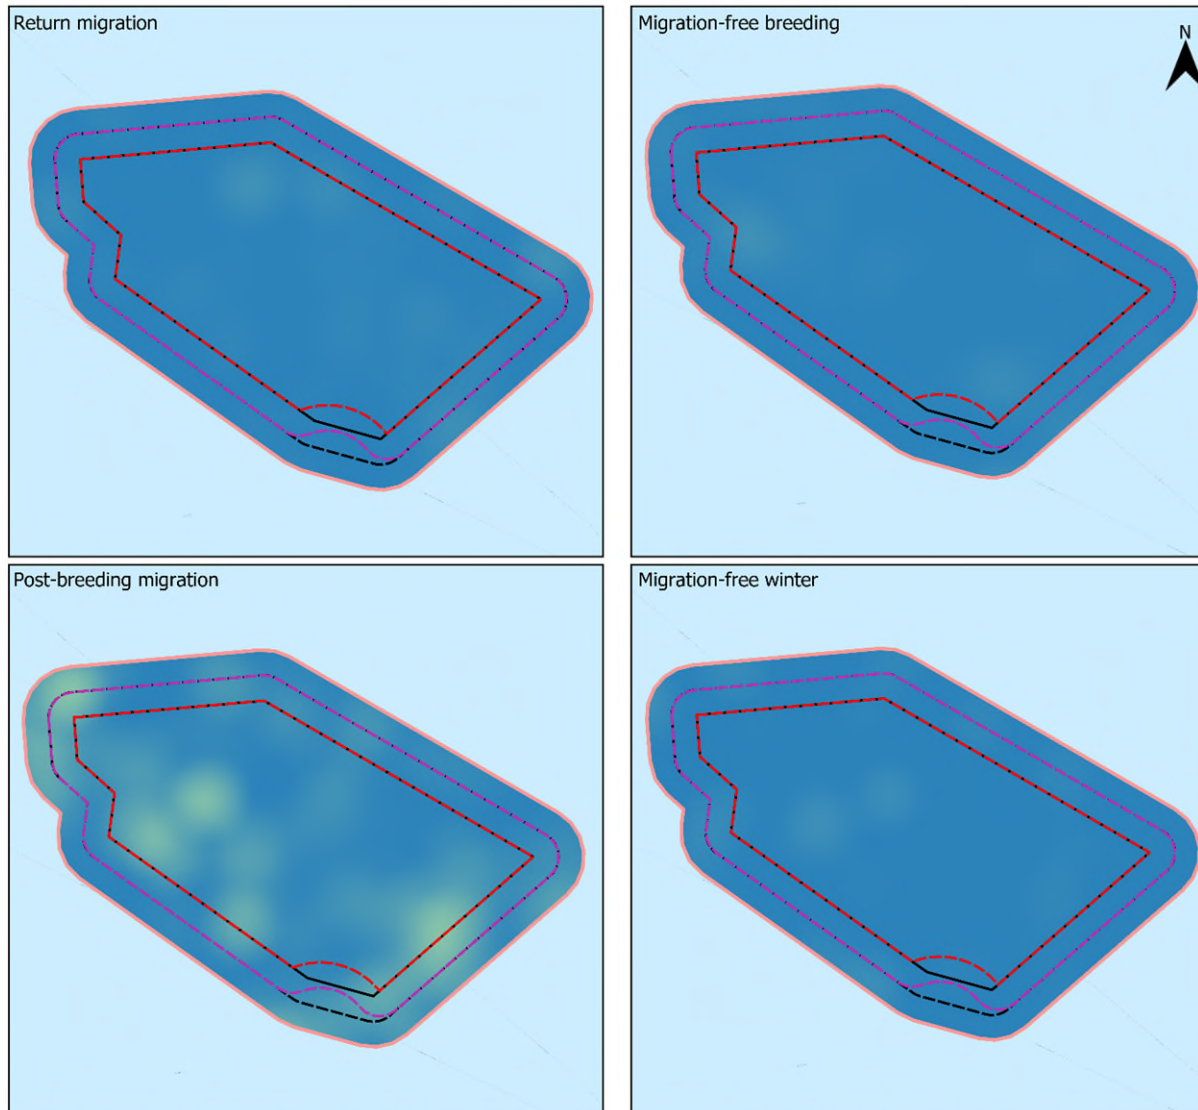 Return migration
Migration-free breeding
N
Post-breeding migration
Migration-free winter